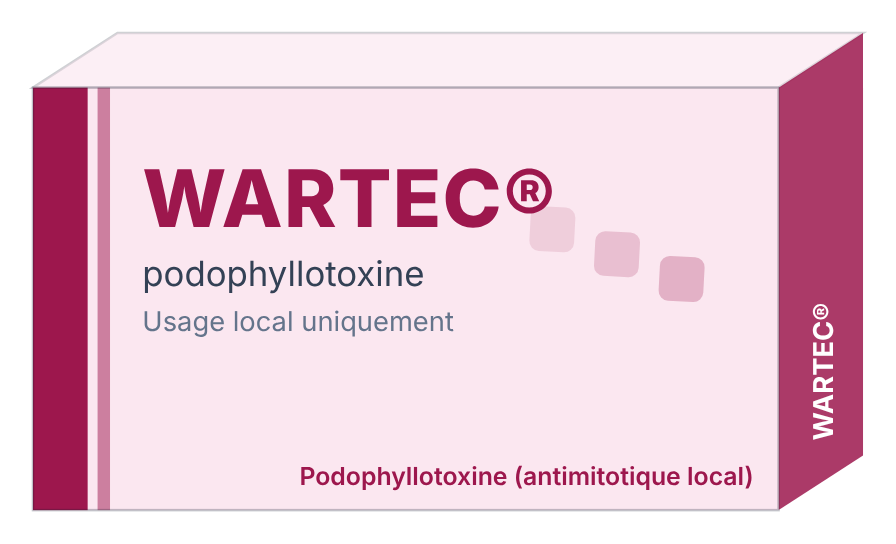 WARTEC®
podophyllotoxine
Usage local uniquement
Podophyllotoxine (antimitotique local)
WARTEC®